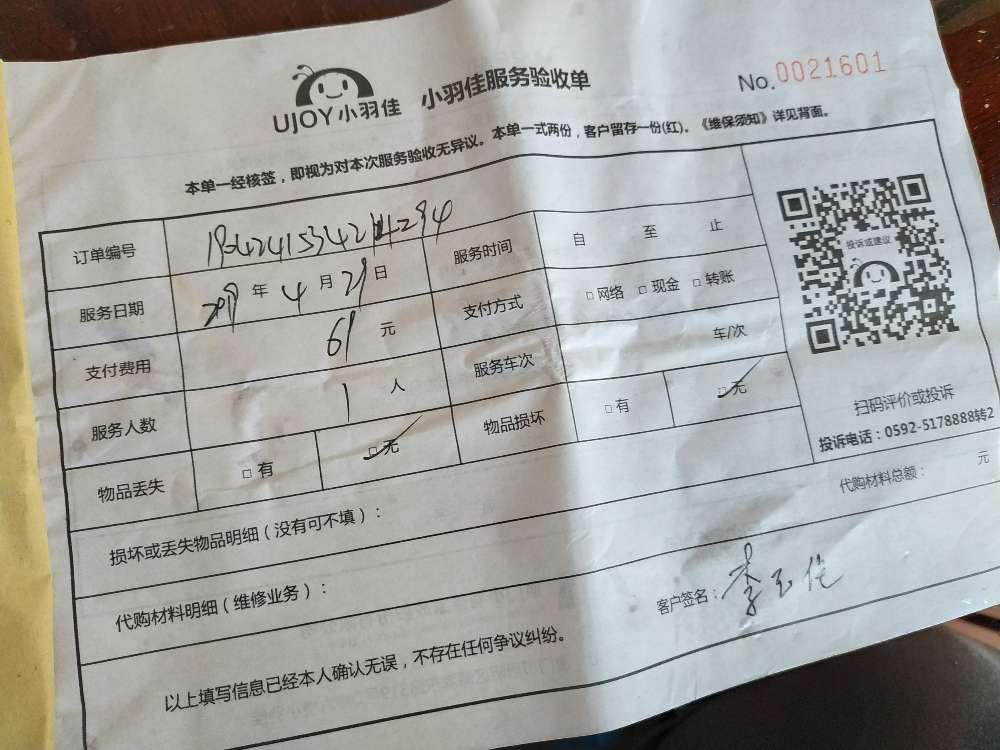 UJOY小羽佳 小羽佳服务验收单 No.0021601
本单一经核签，即视为对本次服务验收无异议。本单一式两份，客户留存一份(红)。《维保须知》详见背面。
订单编号 服务时间 自 至 止
服务日期 年 4 月 29 日 支付方式 □网络 □现金 □转账
支付费用 61 元 服务车次 车/次
服务人数 1 人 物品损坏 □有 □无
物品丢失 □有 □无
投诉或建议
扫码评价或投诉
投诉电话：0592-5178888转2
损坏或丢失物品明细（没有可不填）：
代购材料明细（维修业务）： 代购材料总额： 元
以上填写信息已经本人确认无误，不存在任何争议纠纷。 客户签名：李玉